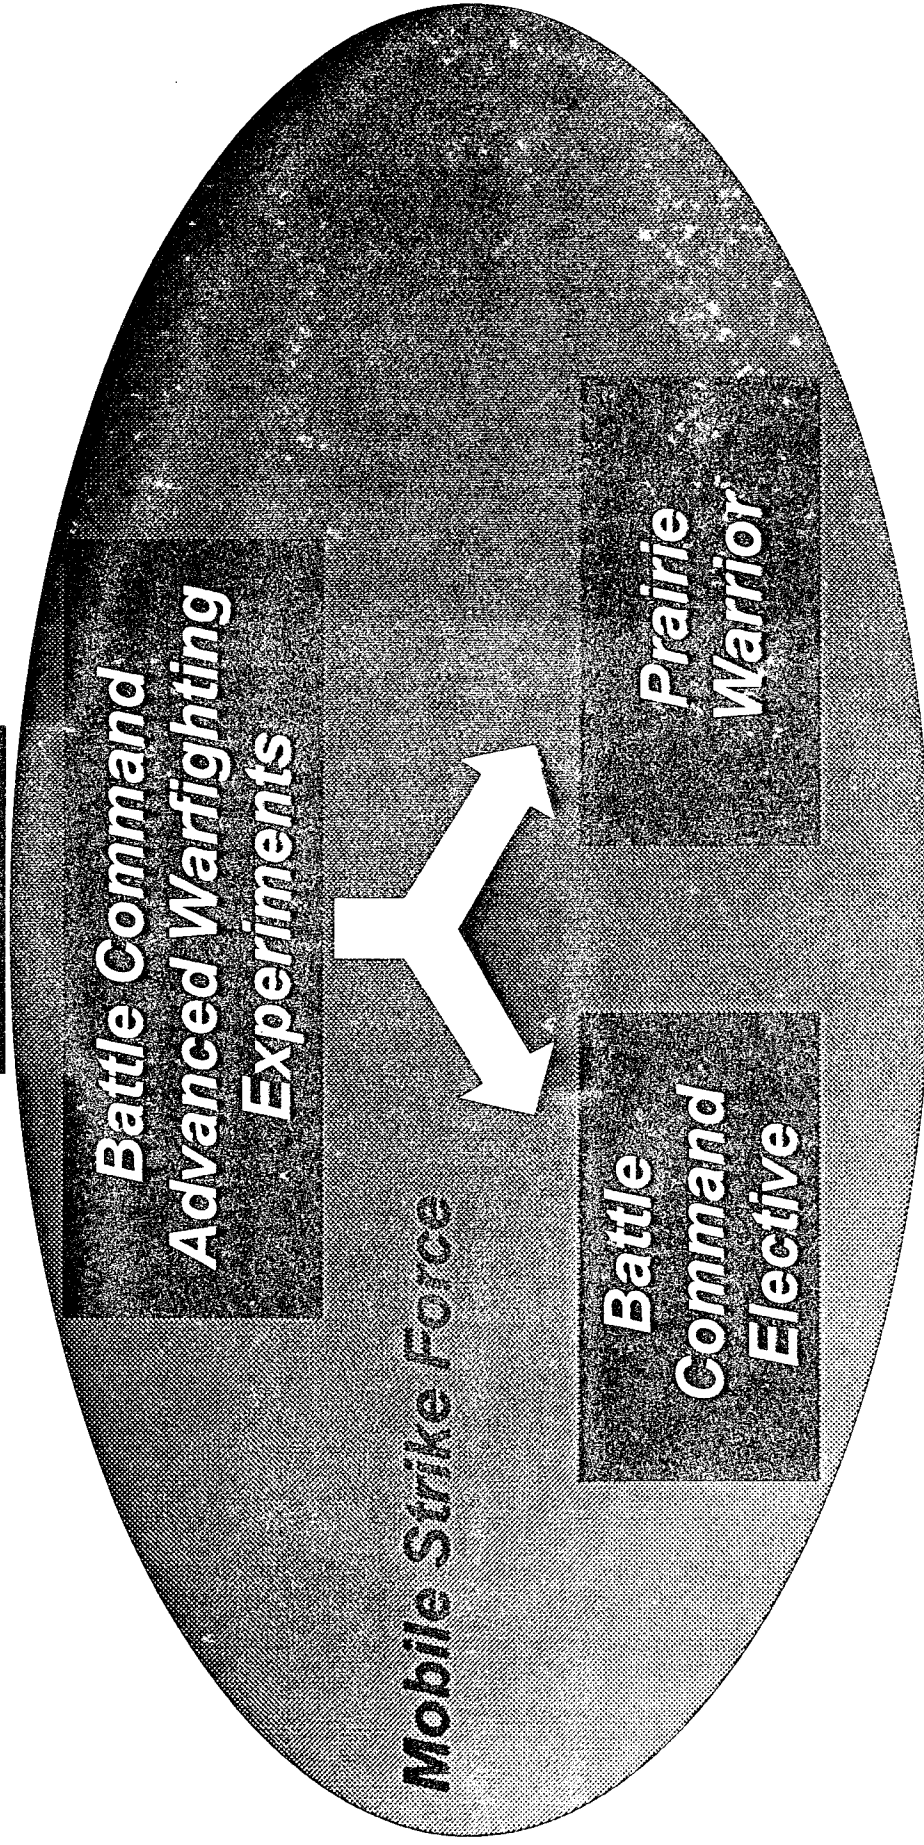 Battle Command
Advanced Warfighting
Experiments
Mobile Strike Force
Battle
Command
Elective
Prairie
Warrior